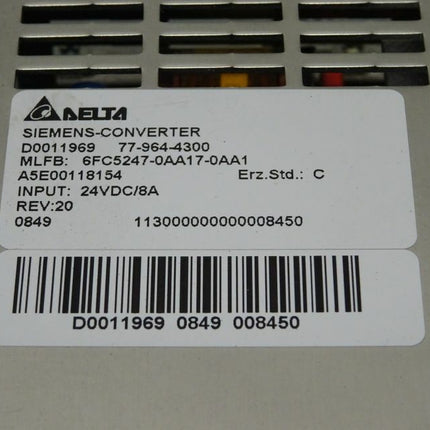 DELTA
SIEMENS-CONVERTER
D0011969 77-964-4300
MLFB: 6FC5247-0AA17-0AA1
A5E00118154 Erz.Std.: C
INPUT: 24VDC/8A
REV:20
0849 113000000000008450
D0011969 0849 008450